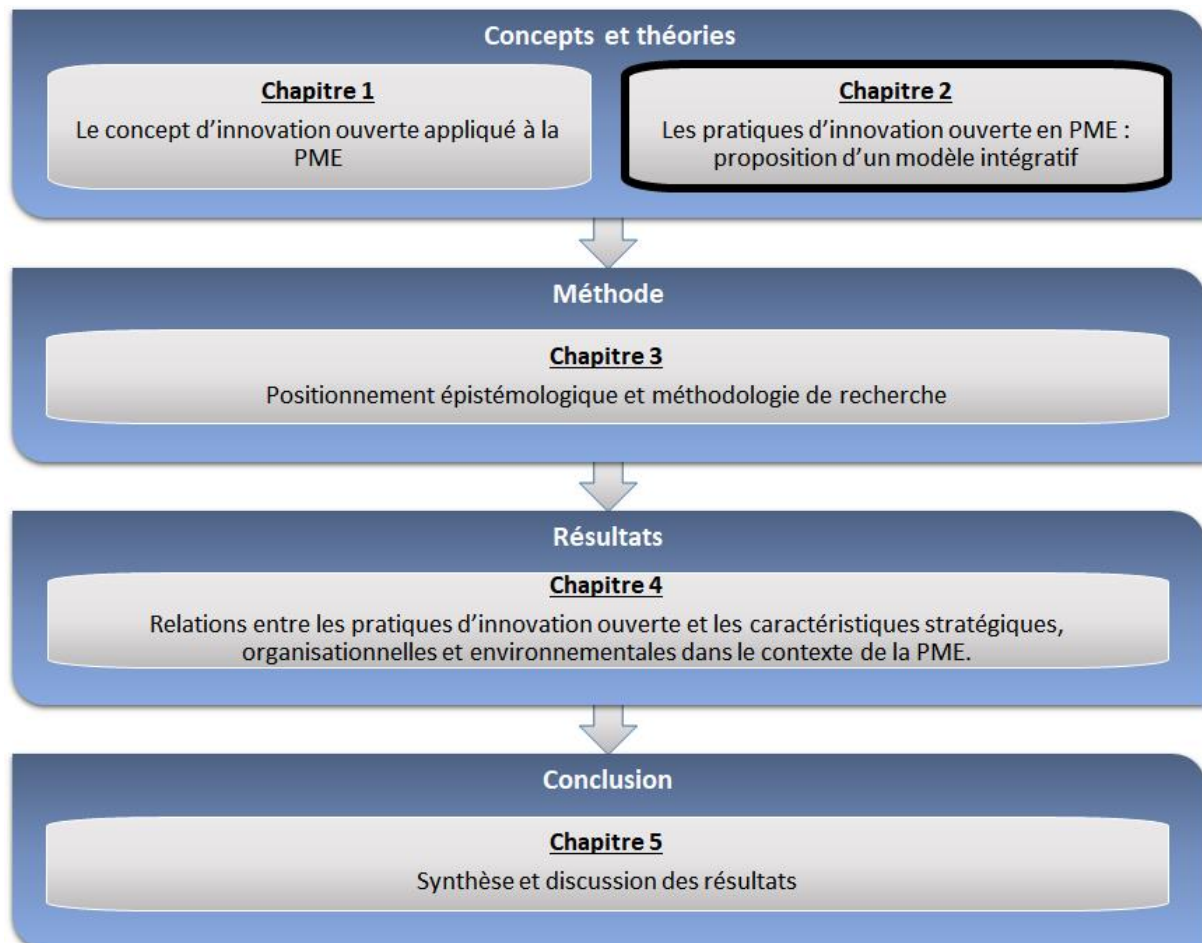 Concepts et théories
Chapitre 1
Le concept d’innovation ouverte appliqué à la
PME
Chapitre 2
Les pratiques d’innovation ouverte en PME :
proposition d’un modèle intégratif
Méthode
Chapitre 3
Positionnement épistémologique et méthodologie de recherche
Résultats
Chapitre 4
Relations entre les pratiques d’innovation ouverte et les caractéristiques stratégiques,
organisationnelles et environnementales dans le contexte de la PME.
Conclusion
Chapitre 5
Synthèse et discussion des résultats